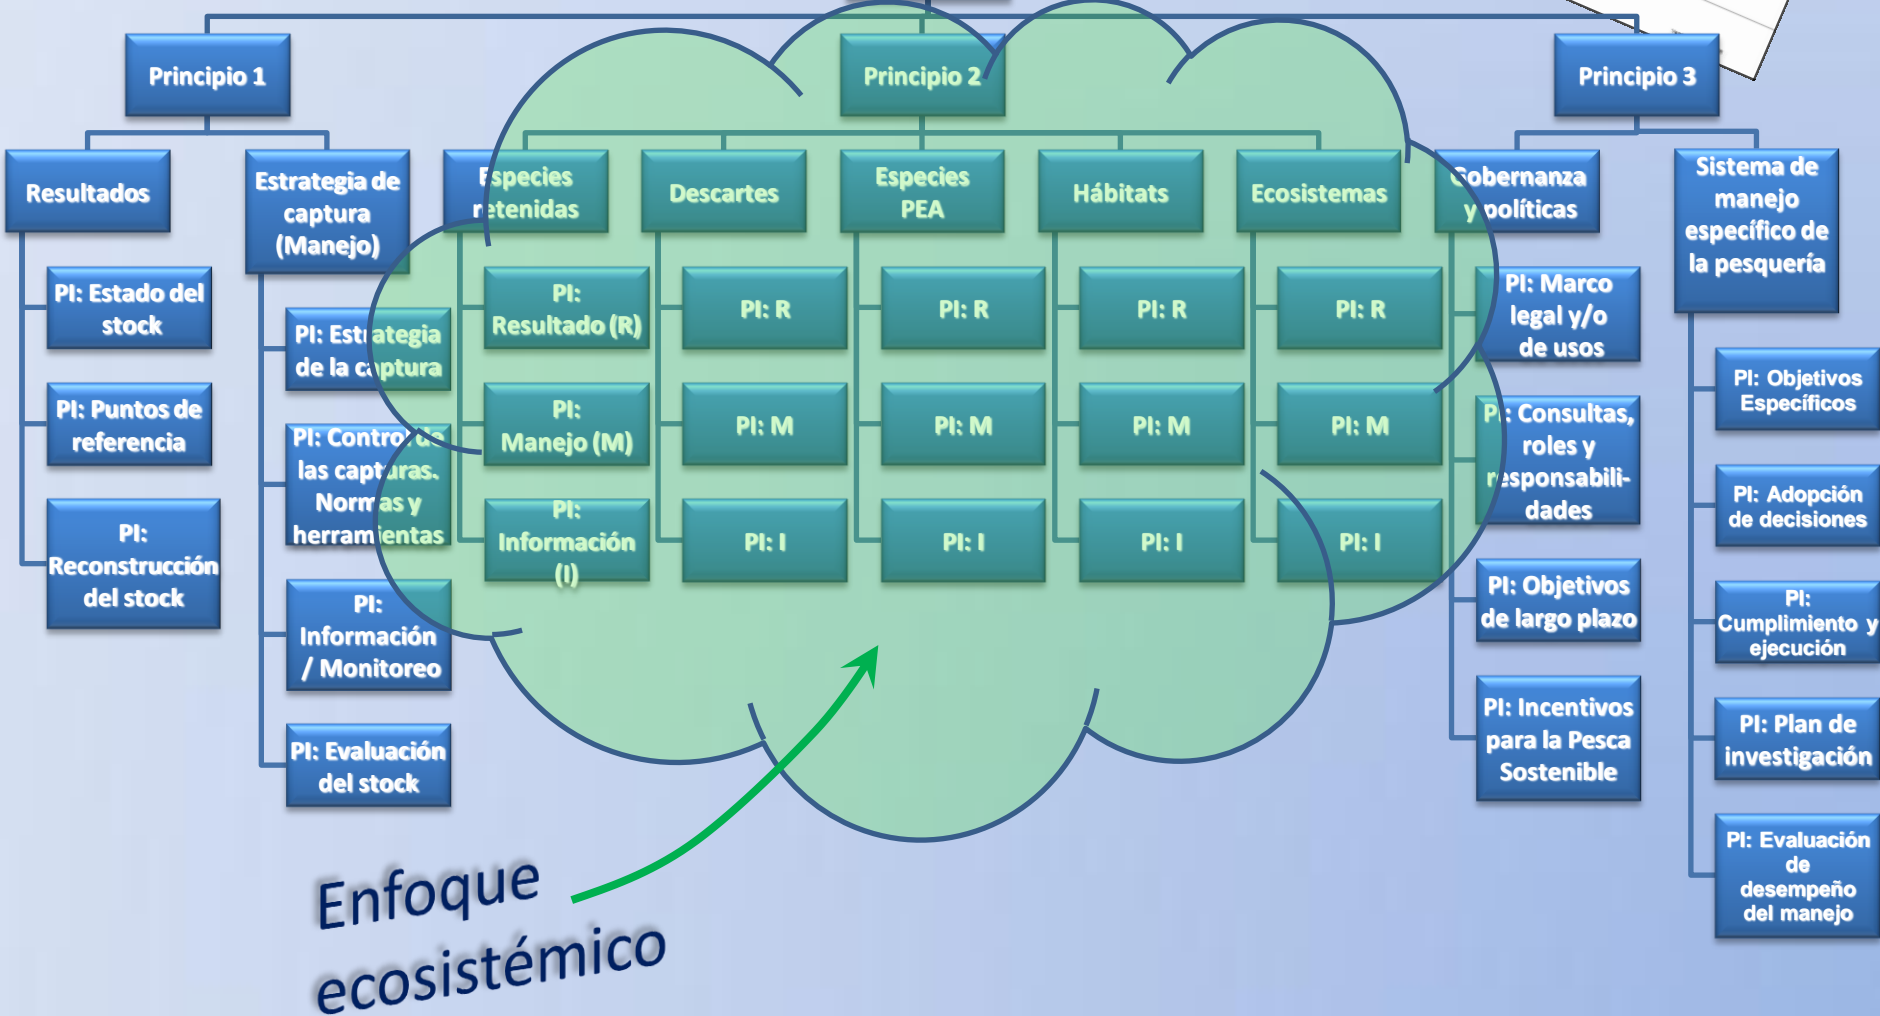 Principio 1
Principio 2
Principio 3
Resultados
PI: Estado del
stock
PI: Puntos de
referencia
PI:
Reconstrucción
del stock
Estrategia de
captura
(Manejo)
PI: Estrategia
de la captura
PI: Control de
las capturas.
Normas y
herramientas
PI:
Información
/ Monitoreo
PI: Evaluación
del stock
Especies
retenidas
PI:
Resultado (R)
PI:
Manejo (M)
PI:
Información
(I)
Descartes
PI: R
PI: M
PI: I
Especies
PEA
PI: R
PI: M
PI: I
Hábitats
PI: R
PI: M
PI: I
Ecosistemas
PI: R
PI: M
PI: I
Gobernanza
y políticas
PI: Marco
legal y/o
de usos
PI: Consultas,
roles y
responsabili-
dades
PI: Objetivos
de largo plazo
PI: Incentivos
para la Pesca
Sostenible
Sistema de
manejo
específico de
la pesquería
PI: Objetivos
Específicos
PI: Adopción
de decisiones
PI:
Cumplimiento y
ejecución
PI: Plan de
investigación
PI: Evaluación
de
desempeño
del manejo
Enfoque
ecosistémico